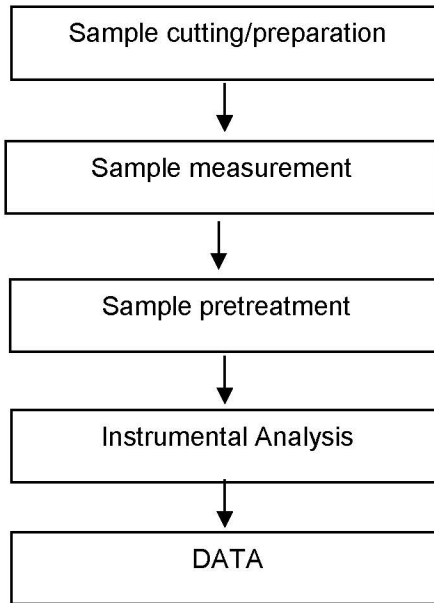 Sample cutting/preparation
Sample measurement
Sample pretreatment
Instrumental Analysis
DATA